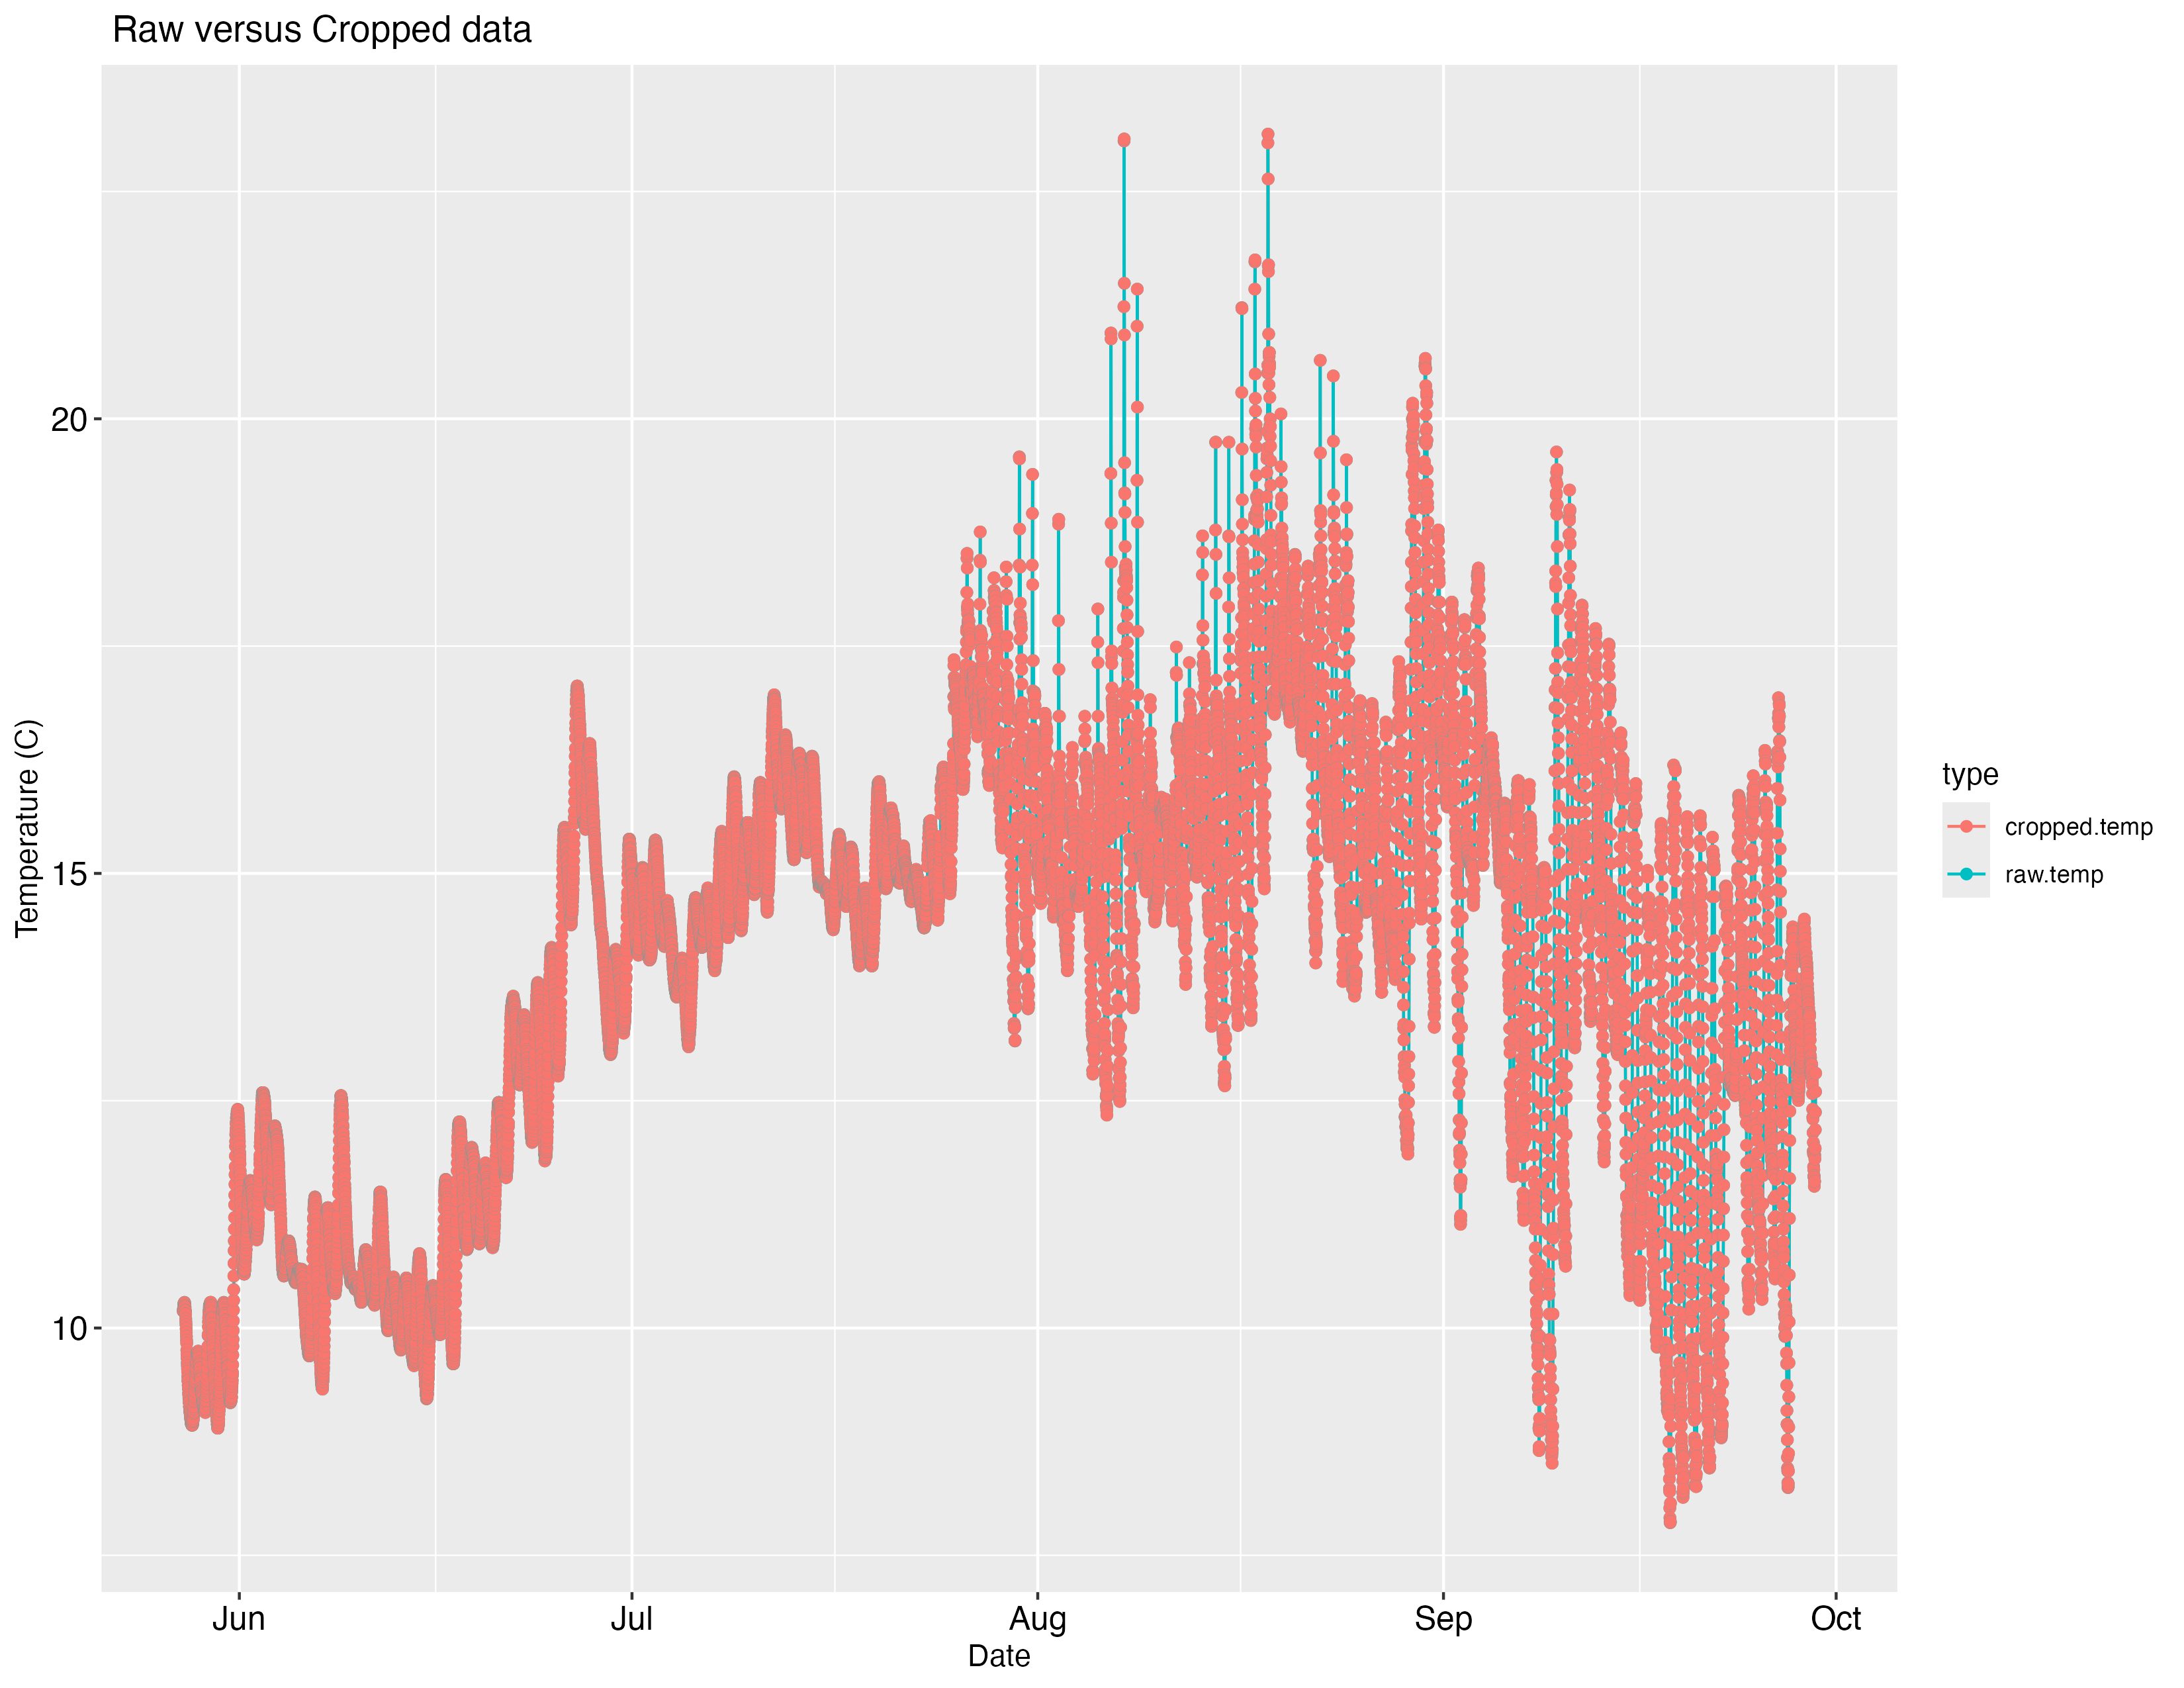 Raw versus Cropped data
Temperature (C)
20
15
10
Jun
Jul
Aug
Sep
Oct
Date
type
cropped.temp
raw.temp